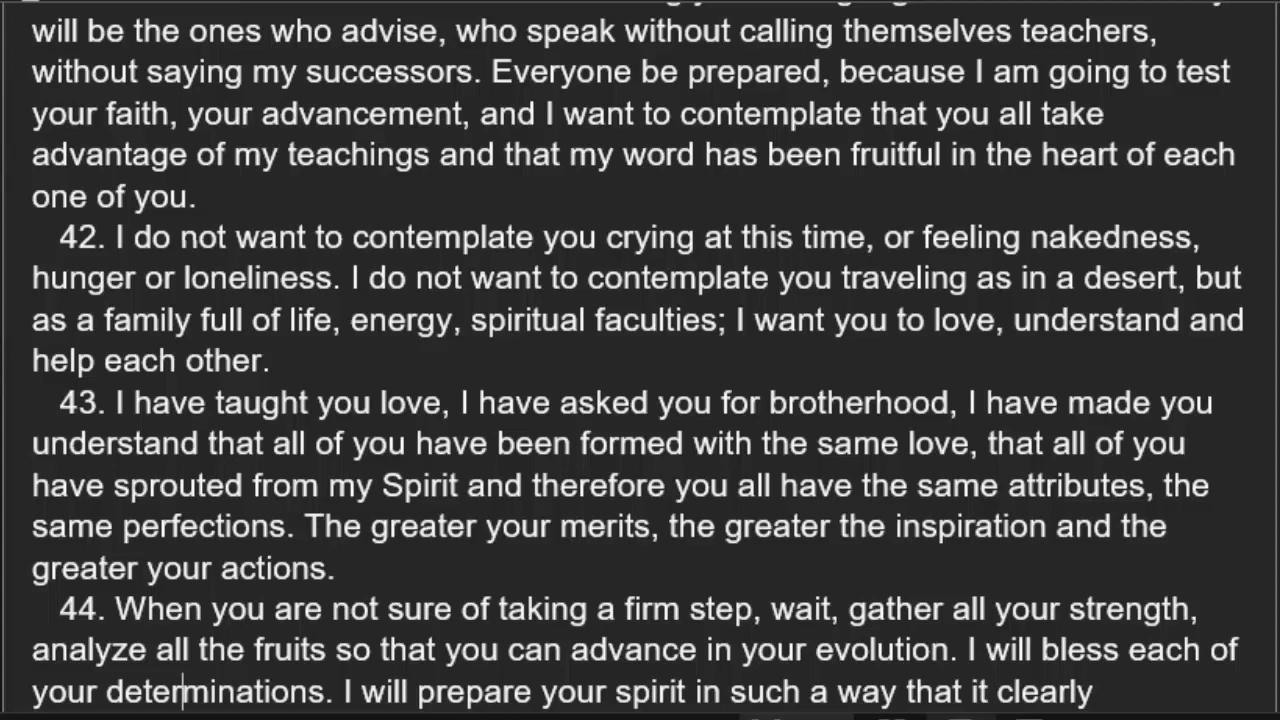 will be the ones who advise, who speak without calling themselves teachers,
without saying my successors. Everyone be prepared, because I am going to test
your faith, your advancement, and I want to contemplate that you all take
advantage of my teachings and that my word has been fruitful in the heart of each
one of you.
42. I do not want to contemplate you crying at this time, or feeling nakedness,
hunger or loneliness. I do not want to contemplate you traveling as in a desert, but
as a family full of life, energy, spiritual faculties; I want you to love, understand and
help each other.
43. I have taught you love, I have asked you for brotherhood, I have made you
understand that all of you have been formed with the same love, that all of you
have sprouted from my Spirit and therefore you all have the same attributes, the
same perfections. The greater your merits, the greater the inspiration and the
greater your actions.
44. When you are not sure of taking a firm step, wait, gather all your strength,
analyze all the fruits so that you can advance in your evolution. I will bless each of
your determinations. I will prepare your spirit in such a way that it clearly